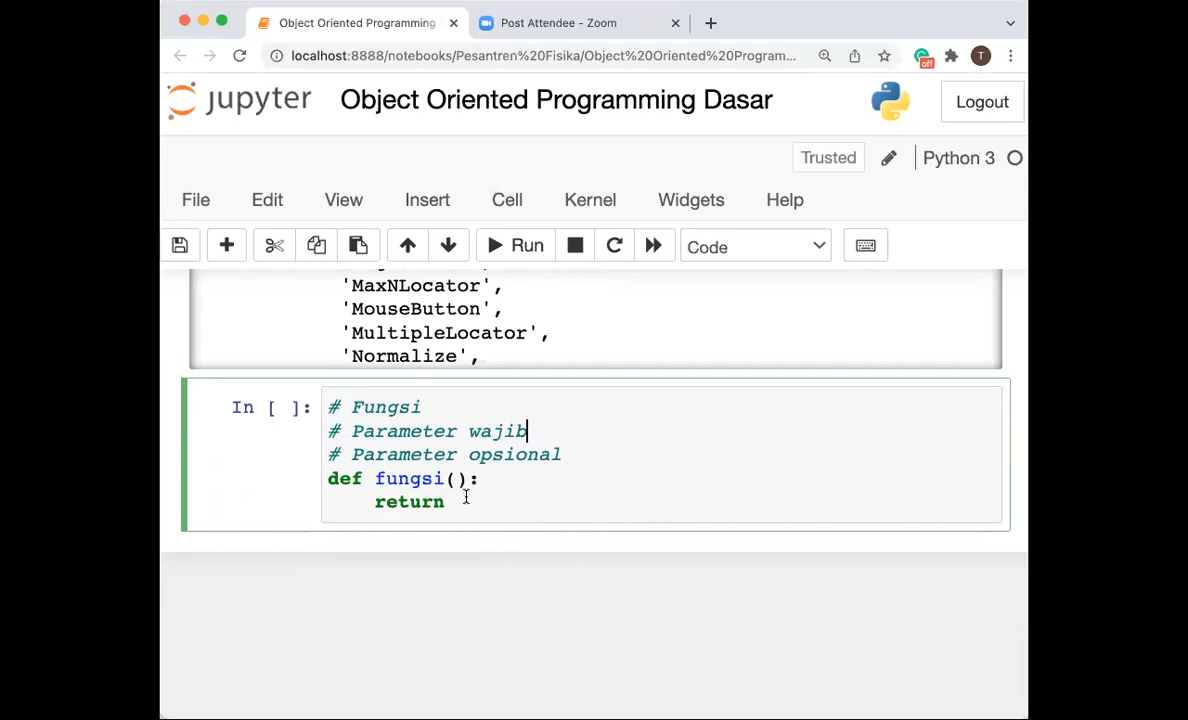 Object Oriented Programming
Post Attendee - Zoom
localhost:8888/notebooks/Pesantren%20Fisika/Object%20Oriented%20Program...
off
T
jupyter
Object Oriented Programming Dasar
Logout
Trusted
Python 3
File Edit View Insert Cell Kernel Widgets Help
Run
Code
'MaxNLocator',
'MouseButton',
'MultipleLocator',
'Normalize',
In [ ]: # Fungsi
# Parameter wajib
# Parameter opsional
def fungsi():
return